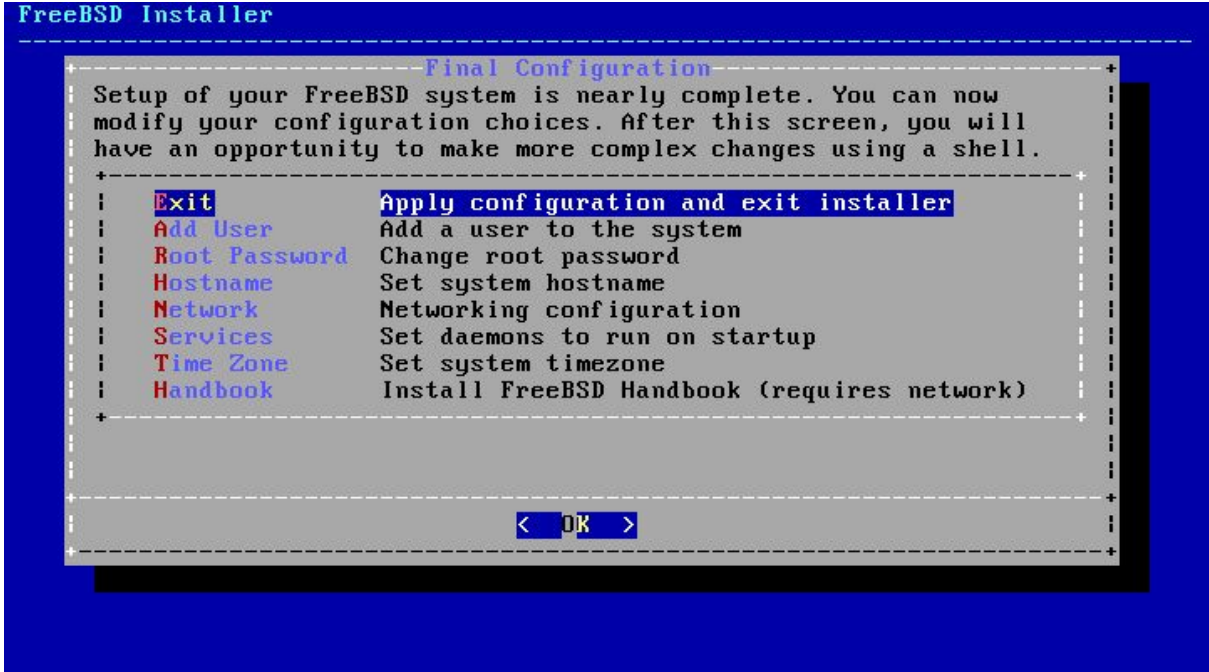 FreeBSD Installer
Final Configuration
Setup of your FreeBSD system is nearly complete. You can now
modify your configuration choices. After this screen, you will
have an opportunity to make more complex changes using a shell.
Exit Apply configuration and exit installer
Add User Add a user to the system
Root Password Change root password
Hostname Set system hostname
Network Networking configuration
Services Set daemons to run on startup
Time Zone Set system timezone
Handbook Install FreeBSD Handbook (requires network)
< OK >